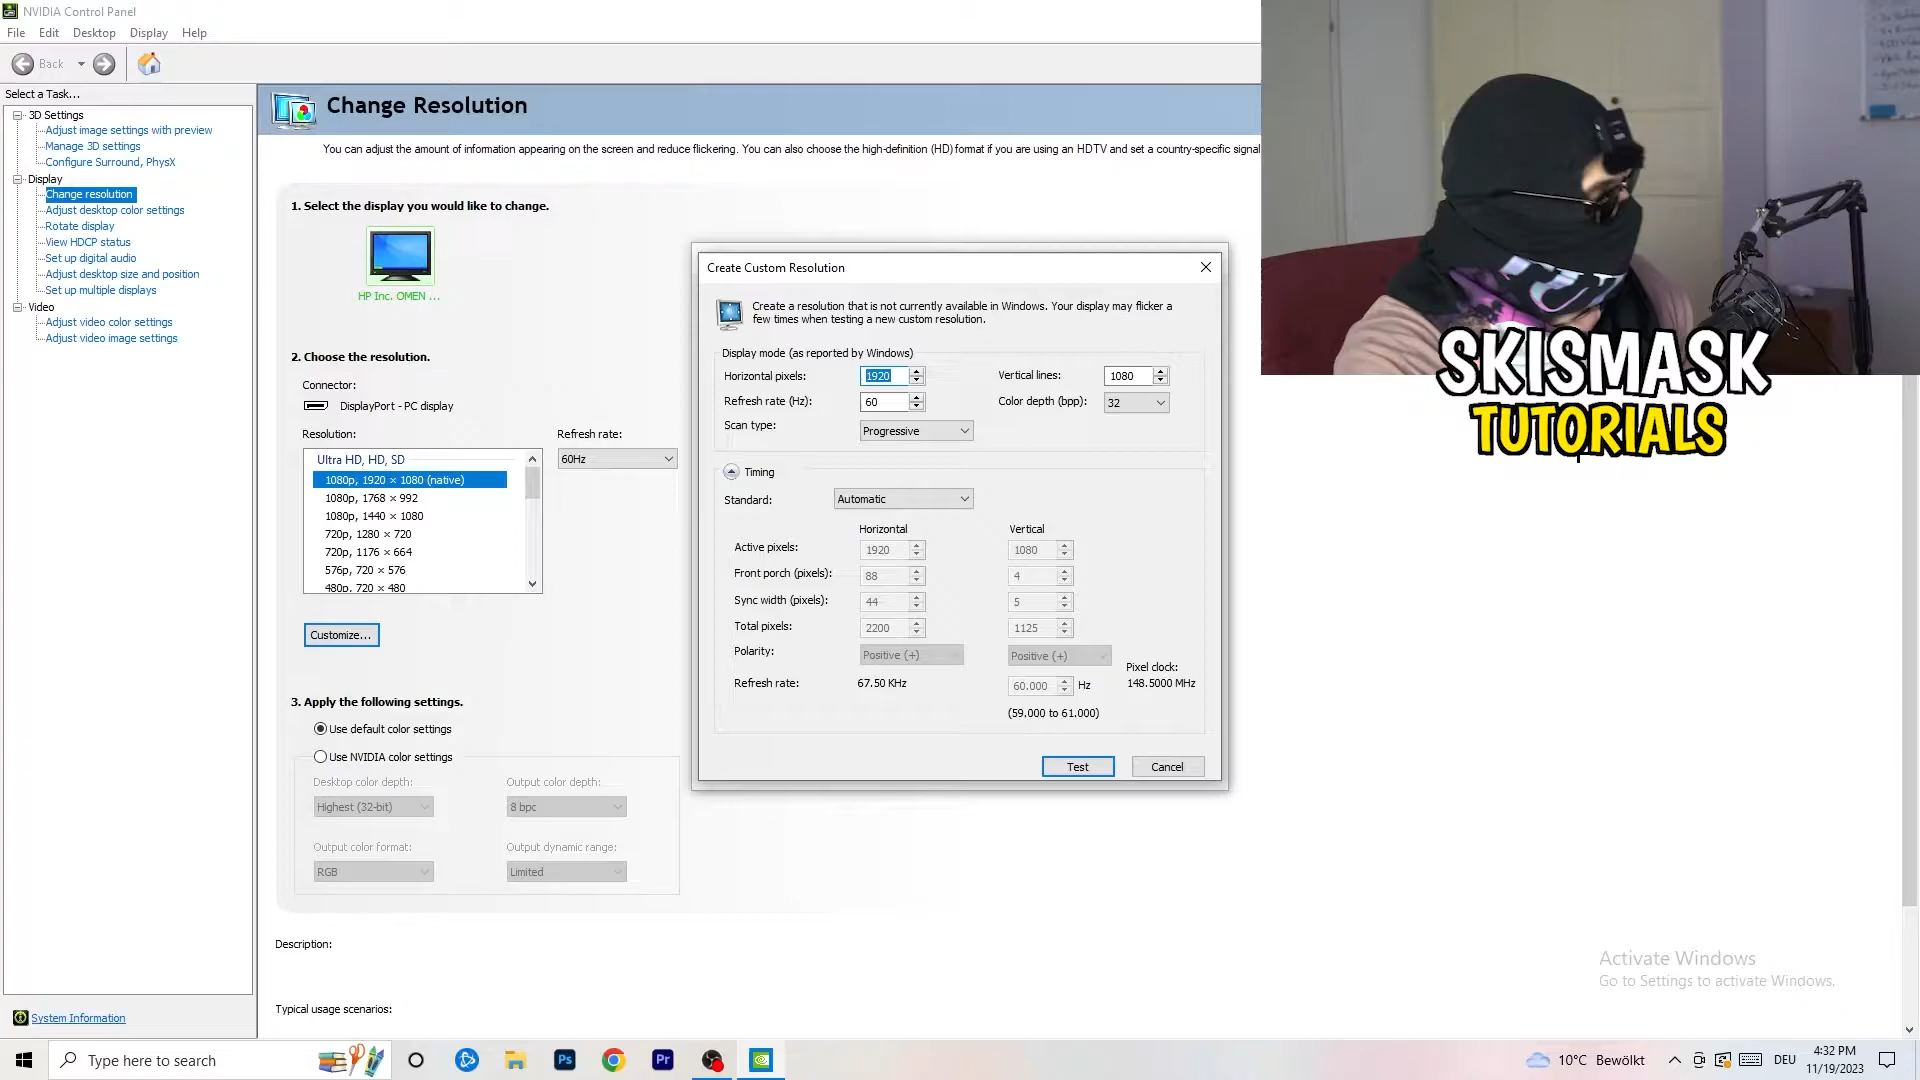 NVIDIA Control Panel
File Edit Desktop Display Help
Back
Select a Task...
3D Settings
Adjust image settings with preview
Manage 3D settings
Configure Surround, PhysX
Display
Change resolution
Adjust desktop color settings
Rotate display
View HDCP status
Set up digital audio
Adjust desktop size and position
Set up multiple displays
Video
Adjust video color settings
Adjust video image settings
System Information
Change Resolution
You can adjust the amount of information appearing on the screen and reduce flickering. You can also choose the high-definition (HD) format if you are using an HDTV and set a country-specific signal
1. Select the display you would like to change.
HP Inc. OMEN ...
2. Choose the resolution.
Connector:
DisplayPort - PC display
Resolution:
Refresh rate:
Ultra HD, HD, SD
60Hz
1080p, 1920 × 1080 (native)
1080p, 1768 × 992
1080p, 1440 × 1080
720p, 1280 × 720
720p, 1176 × 664
576p, 720 × 576
480p, 720 × 480
Customize...
3. Apply the following settings.
Use default color settings
Use NVIDIA color settings
Desktop color depth: Output color depth:
Highest (32-bit) 8 bpc
Output color format: Output dynamic range:
RGB Limited
Description:
Typical usage scenarios:
Create Custom Resolution
Create a resolution that is not currently available in Windows. Your display may flicker a
few times when testing a new custom resolution.
Display mode (as reported by Windows)
Horizontal pixels: 1920 Vertical lines: 1080
Refresh rate (Hz): 60 Color depth (bpp): 32
Scan type: Progressive
Timing
Standard: Automatic
Horizontal Vertical
Active pixels: 1920 1080
Front porch (pixels): 88 4
Sync width (pixels): 44 5
Total pixels: 2200 1125
Polarity: Positive (+) Positive (+)
Pixel clock:
Refresh rate: 67.50 KHz 60.000 Hz 148.5000 MHz
(59.000 to 61.000)
Test Cancel
SKISMASK
TUTORIALS
Activate Windows
Go to Settings to activate Windows.
Type here to search
Ps
Pr
10°C Bewölkt
DEU
4:32 PM
11/19/2023